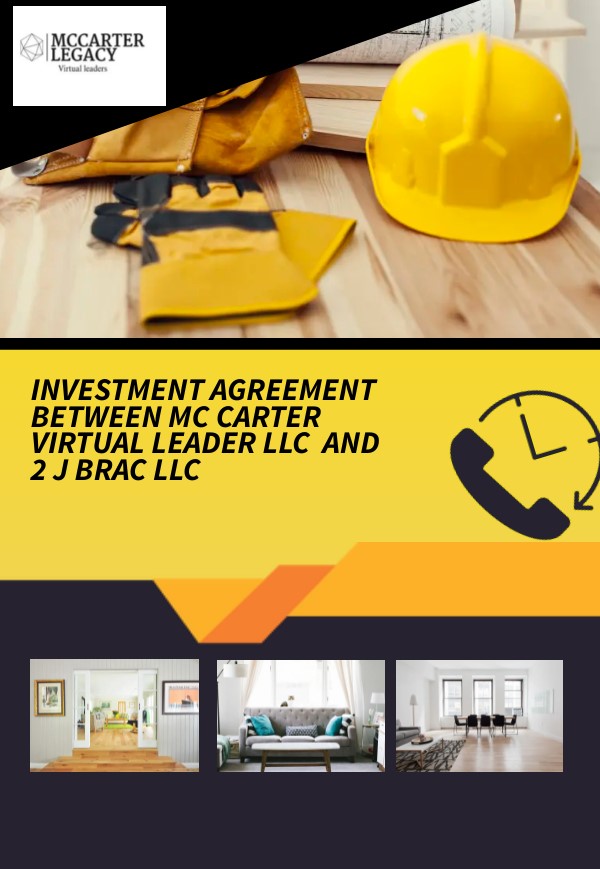 MCCARTER
LEGACY
Virtual leaders
INVESTMENT AGREEMENT
BETWEEN MC CARTER
VIRTUAL LEADER LLC AND
2 J BRAC LLC